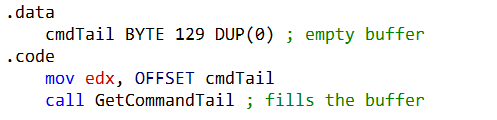 .data
    cmdTail BYTE 129 DUP(0) ; empty buffer
.code
    mov edx, OFFSET cmdTail
    call GetCommandTail ; fills the buffer